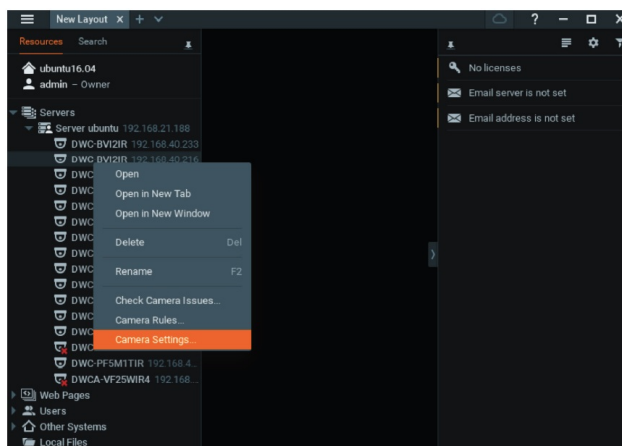 New Layout X + ?
Resources Search
ubuntu16.04
admin – Owner
Servers
Server ubuntu 192.168.21.188
DWC-BVI2IR 192.168.40.233
DWC-BVI2IR 192.168.40.216
DWC
DWC
DWC
DWC
DWC
DWC
DWC
DWC
DWC
DWC
DWC
DWC
DWC-PF5M1TIR 192.168.4...
DWCA-VF25WIR4 192.168...
Web Pages
Users
Other Systems
Local Files
Open
Open in New Tab
Open in New Window
Delete Del
Rename F2
Check Camera Issues...
Camera Rules...
Camera Settings...
No licenses
Email server is not set
Email address is not set